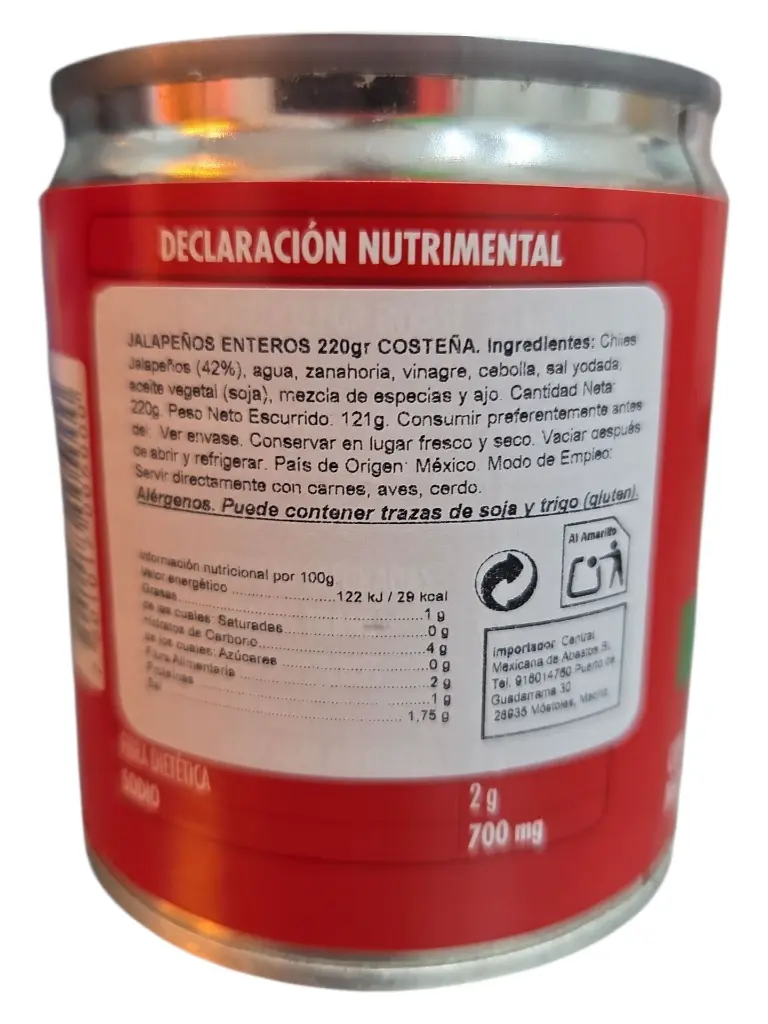 DECLARACIÓN NUTRIMENTAL
JALAPEÑOS ENTEROS 220gr COSTEÑA. Ingredientes: Chiles
Jalapeños (42%), agua, zanahoria, vinagre, cebolla, sal yodada,
aceite vegetal (soja), mezcla de especias y ajo. Cantidad Neta:
220g. Peso Neto Escurrido: 121g. Consumir preferentemente antes
de: Ver envase. Conservar en lugar fresco y seco. Vaciar después
de abrir y refrigerar. País de Origen: México. Modo de Empleo:
Servir directamente con carnes, aves, cerdo.
Alérgenos. Puede contener trazas de soja y trigo (gluten).
Información nutricional por 100g
Valor energético.....................122 kJ / 29 kcal
Grasas.....................1 g
de las cuales: Saturadas.....................0 g
Hidratos de Carbono.....................4 g
de los cuales: Azúcares.....................0 g
Fibra Alimentaria.....................2 g
Proteínas.....................1 g
Sal.....................1,75 g
Al Amarillo
Importador Central
Mexicana de Abastos SL
Tel. 916014760 Puerto de
Guadarrama 30
28935 Móstoles, Madrid
FIBRA DIETÉTICA 2 g
SODIO 700 mg